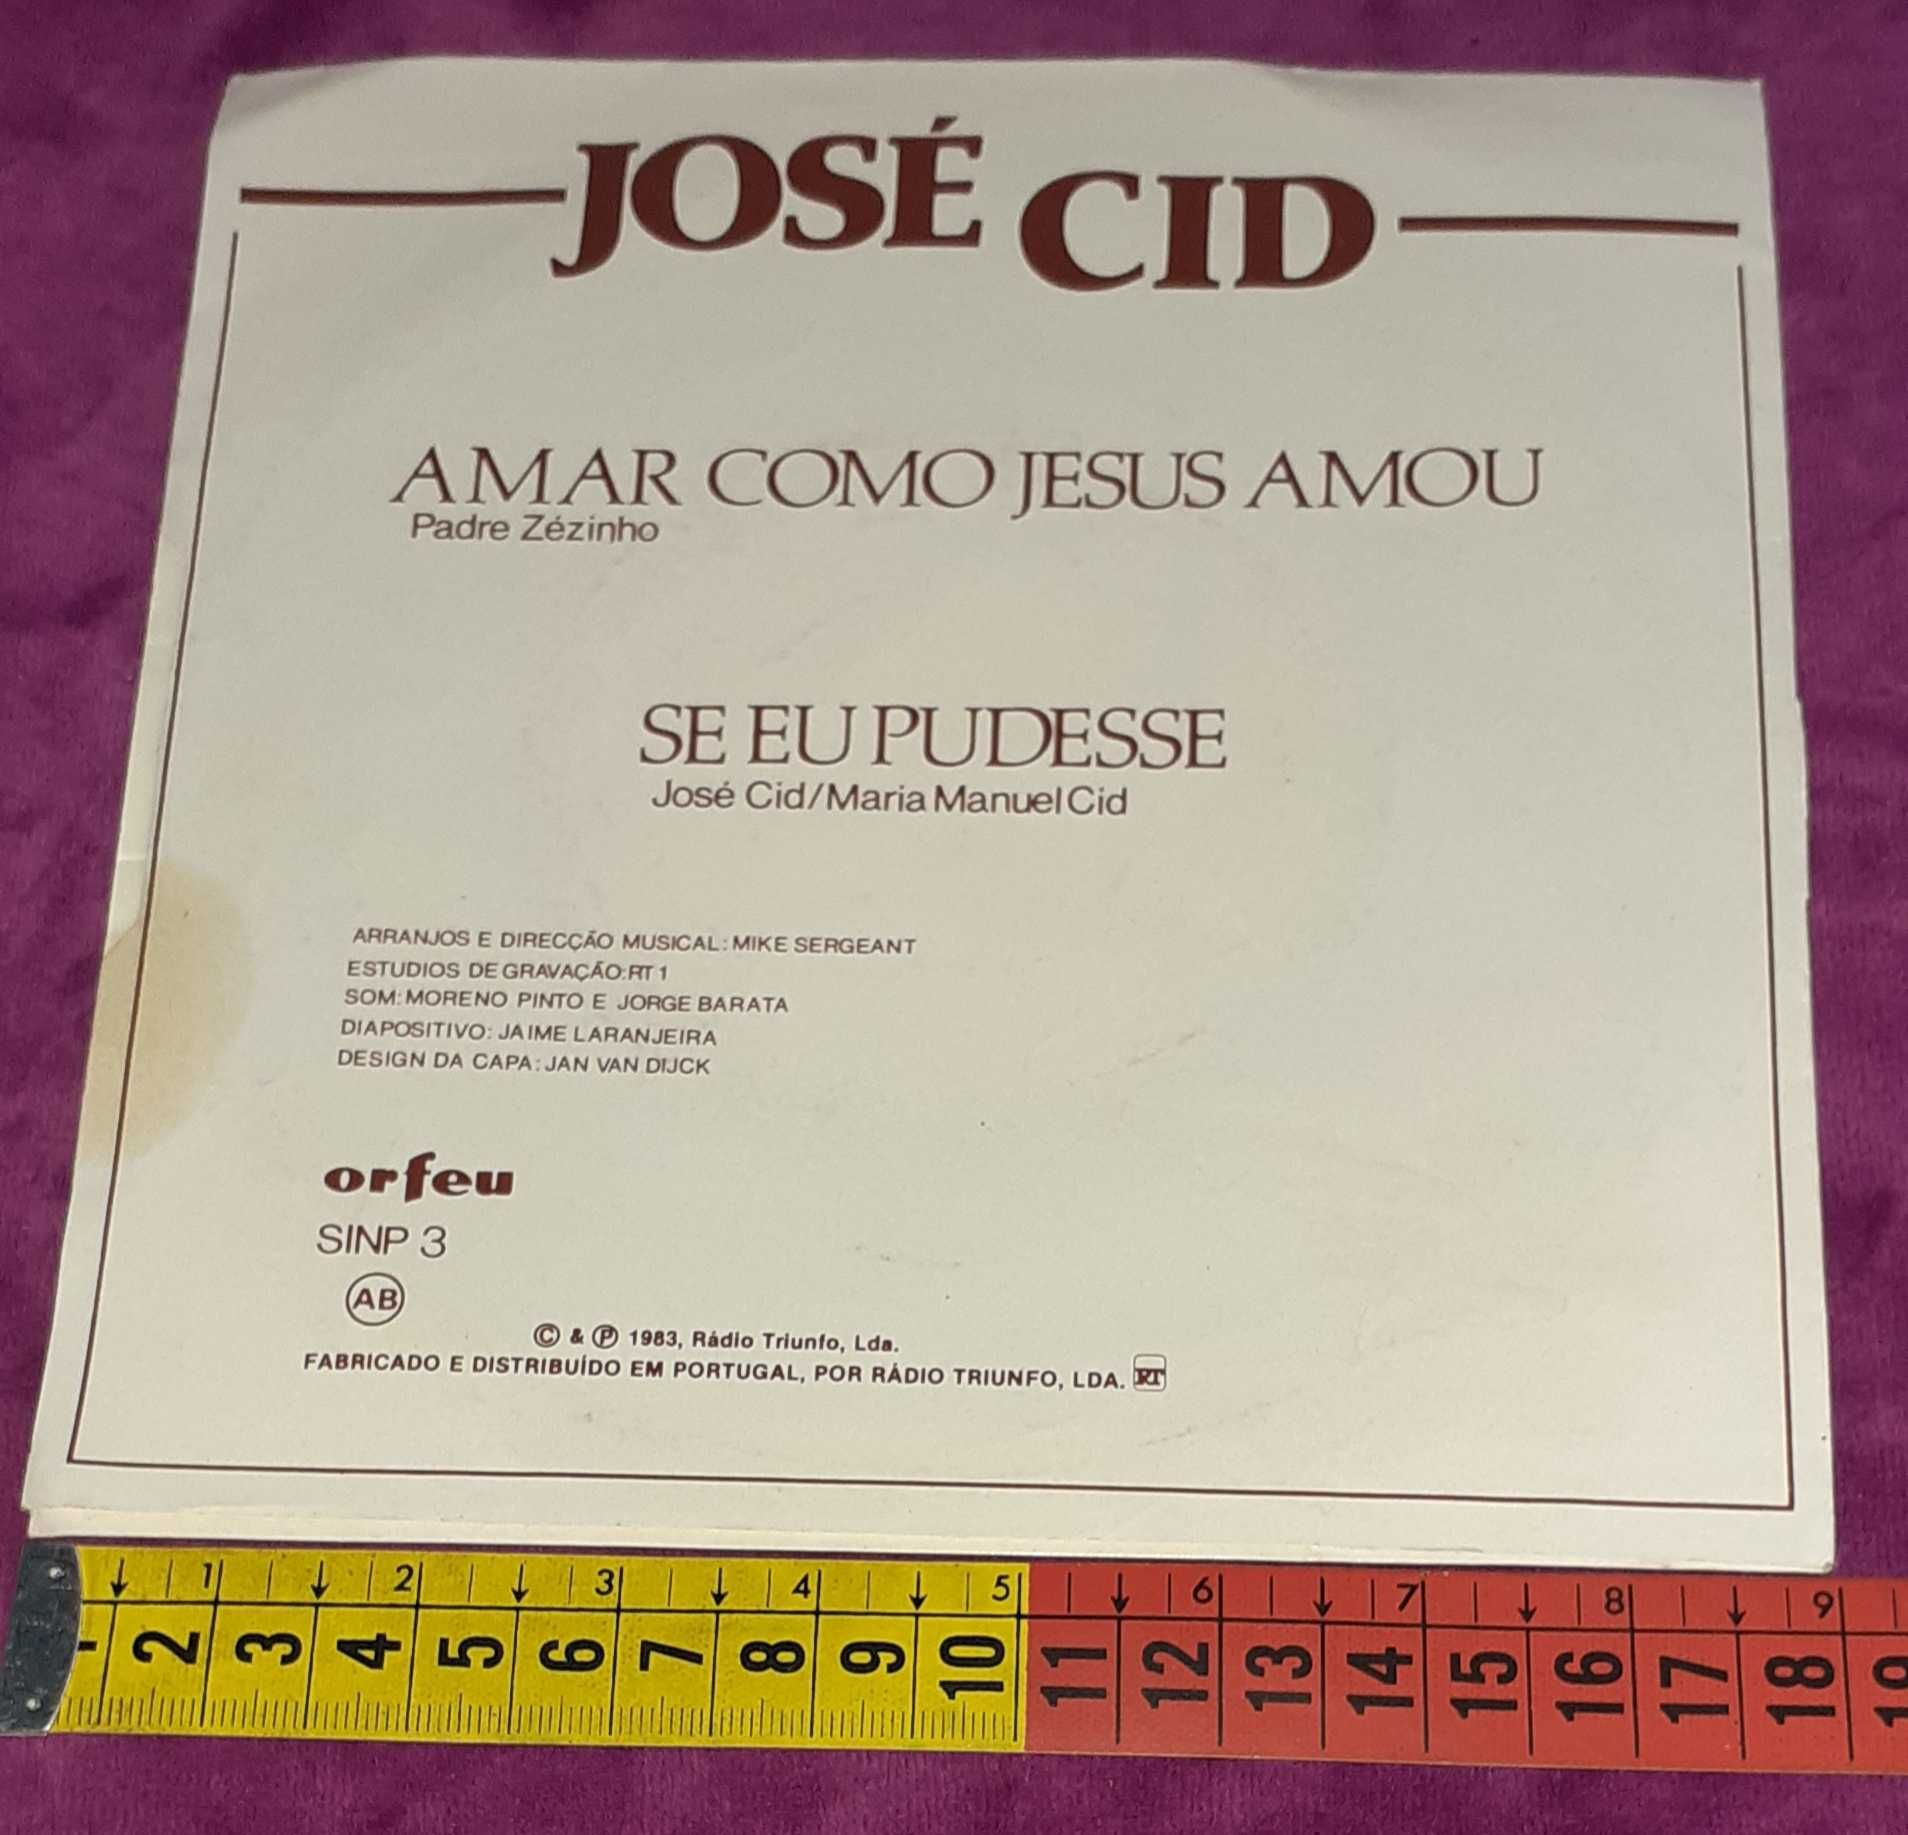 JOSÉ CID
AMAR COMO JESUS AMOU
Padre Zézinho
SE EU PUDESSE
José Cid/Maria Manuel Cid
ARRANJOS E DIRECÇÃO MUSICAL: MIKE SERGEANT
ESTUDIOS DE GRAVAÇÃO: RT 1
SOM: MORENO PINTO E JORGE BARATA
DIAPOSITIVO: JAIME LARANJEIRA
DESIGN DA CAPA: JAN VAN DIJCK
orfeu
SINP 3
AB
© & ℗ 1983, Rádio Triunfo, Lda.
FABRICADO E DISTRIBUÍDO EM PORTUGAL, POR RÁDIO TRIUNFO, LDA. RT
1 2 3 4 5 6 7 8 9
2 3 4 5 6 7 8 9 10 11 12 13 14 15 16 17 18